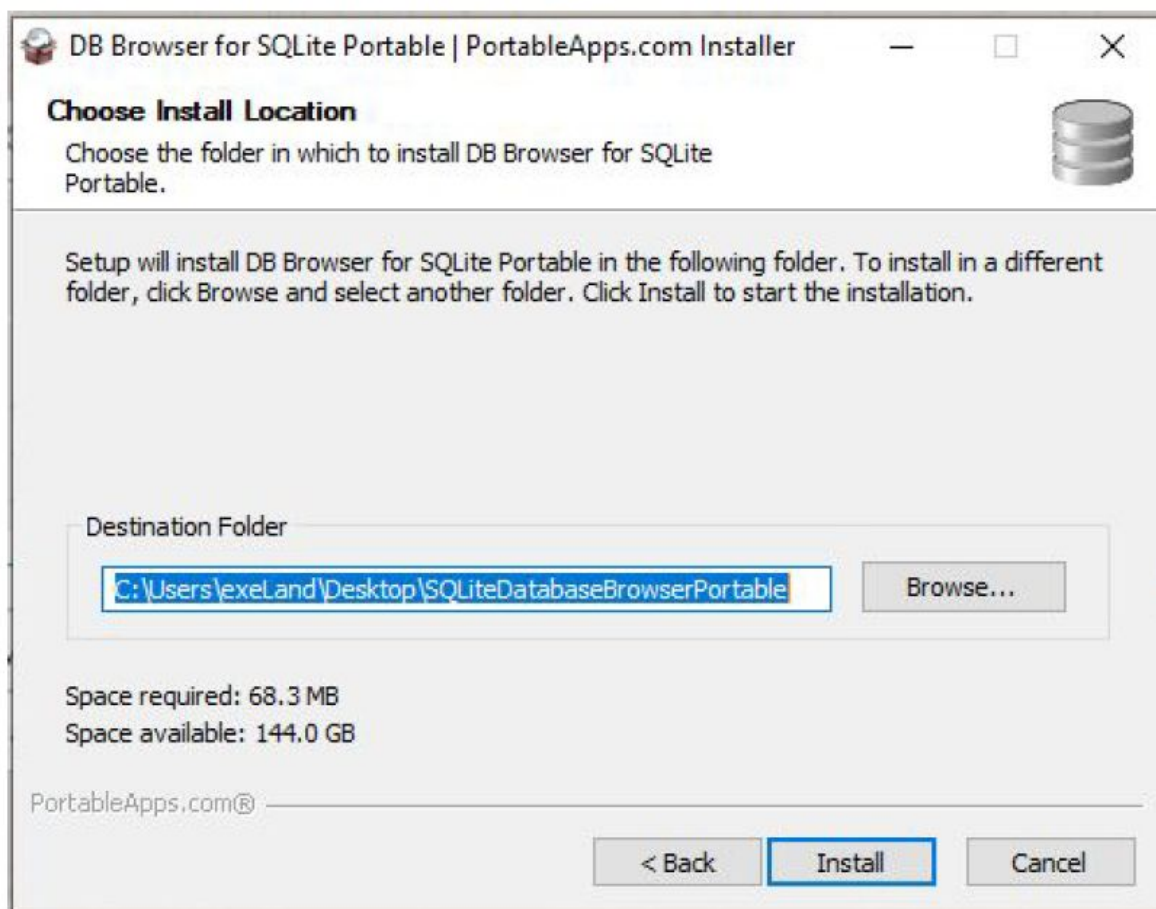 DB Browser for SQLite Portable | PortableApps.com Installer
Choose Install Location
Choose the folder in which to install DB Browser for SQLite
Portable.
Setup will install DB Browser for SQLite Portable in the following folder. To install in a different
folder, click Browse and select another folder. Click Install to start the installation.
Destination Folder
C:\Users\exeLand\Desktop\SQLiteDatabaseBrowserPortable
Browse...
Space required: 68.3 MB
Space available: 144.0 GB
PortableApps.com®
< Back
Install
Cancel